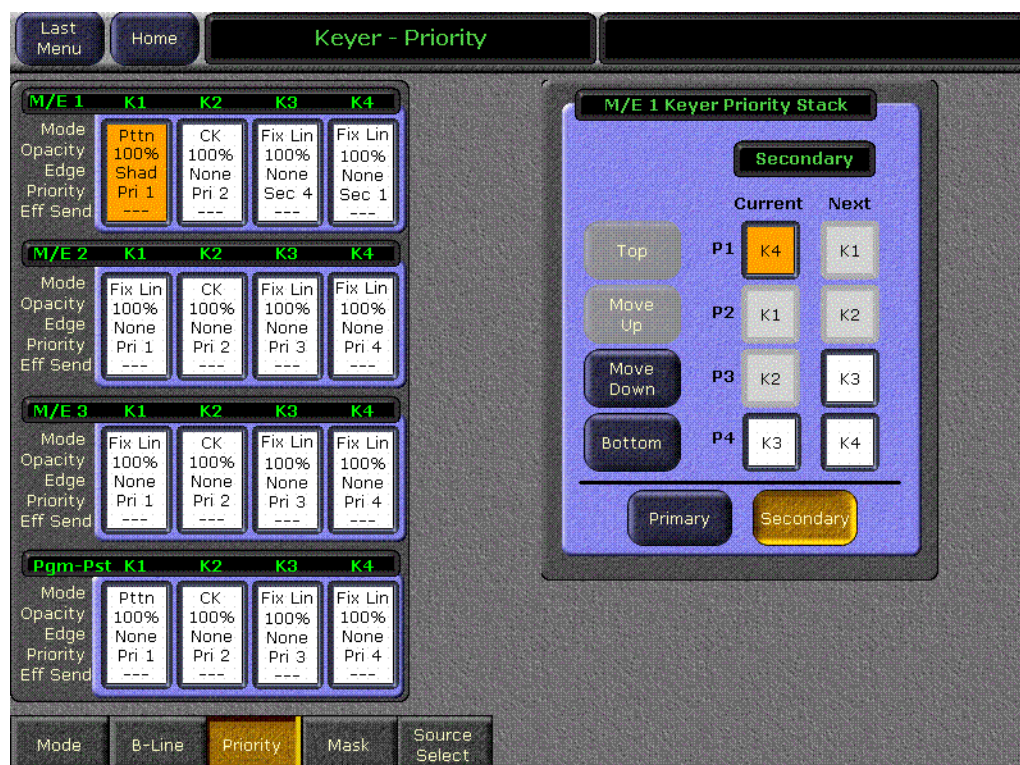 Last Menu Home Keyer - Priority
M/E 1 K1 K2 K3 K4
Mode Pttn CK Fix Lin Fix Lin
Opacity 100% 100% 100% 100%
Edge Shad None None None
Priority Pri 1 Pri 2 Sec 4 Sec 1
Eff Send --- --- --- ---
M/E 2 K1 K2 K3 K4
Mode Fix Lin CK Fix Lin Fix Lin
Opacity 100% 100% 100% 100%
Edge None None None None
Priority Pri 1 Pri 2 Pri 3 Pri 4
Eff Send --- --- --- ---
M/E 3 K1 K2 K3 K4
Mode Fix Lin CK Fix Lin Fix Lin
Opacity 100% 100% 100% 100%
Edge None None None None
Priority Pri 1 Pri 2 Pri 3 Pri 4
Eff Send --- --- --- ---
Pgm-Pst K1 K2 K3 K4
Mode Pttn CK Fix Lin Fix Lin
Opacity 100% 100% 100% 100%
Edge None None None None
Priority Pri 1 Pri 2 Pri 3 Pri 4
Eff Send --- --- --- ---
M/E 1 Keyer Priority Stack
Secondary
Current Next
Top P1 K4 K1
Move Up P2 K1 K2
Move Down P3 K2 K3
Bottom P4 K3 K4
Primary Secondary
Mode B-Line Priority Mask Source Select